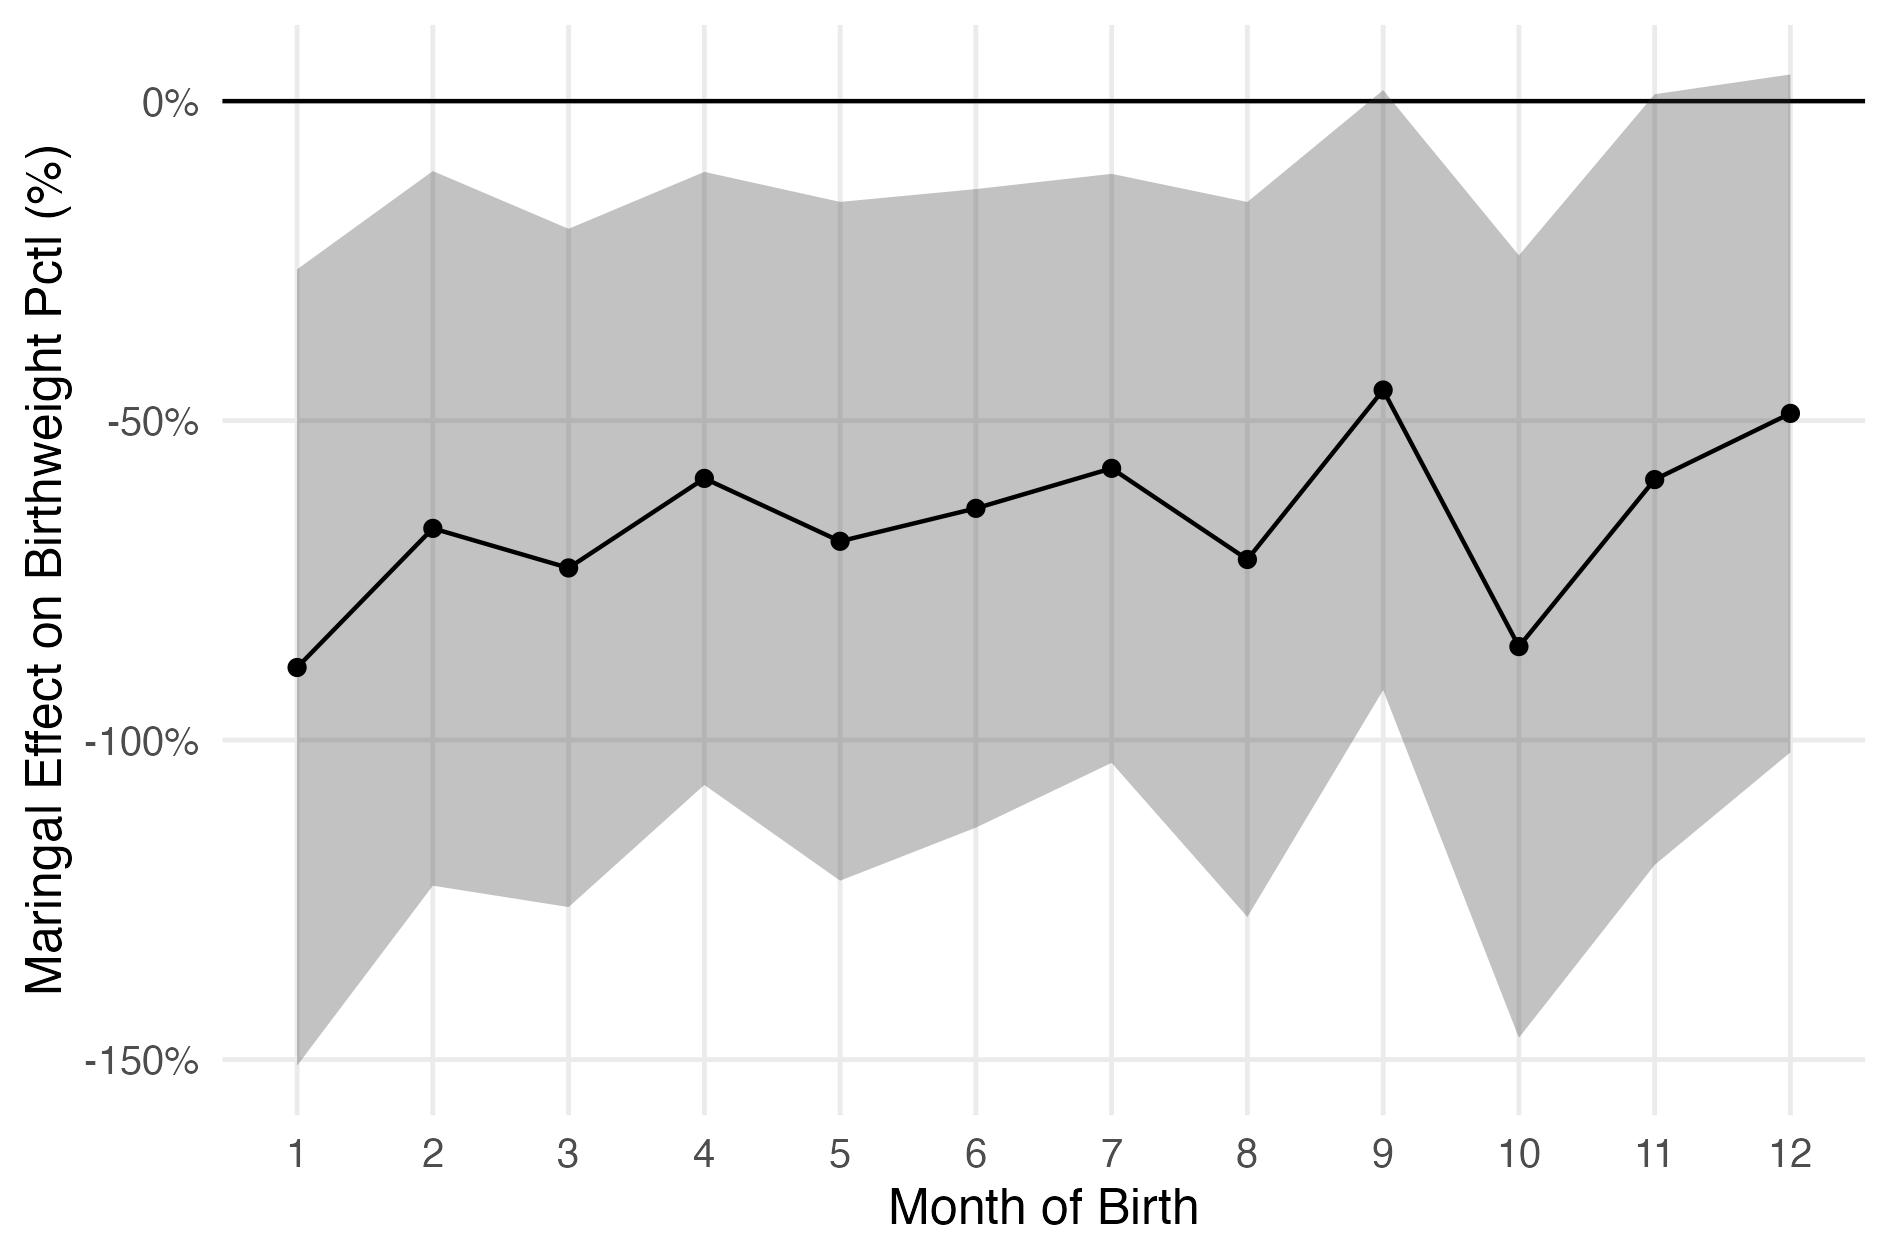 Maringal Effect on Birthweight Pctl (%)
0%
-50%
-100%
-150%
1 2 3 4 5 6 7 8 9 10 11 12
Month of Birth